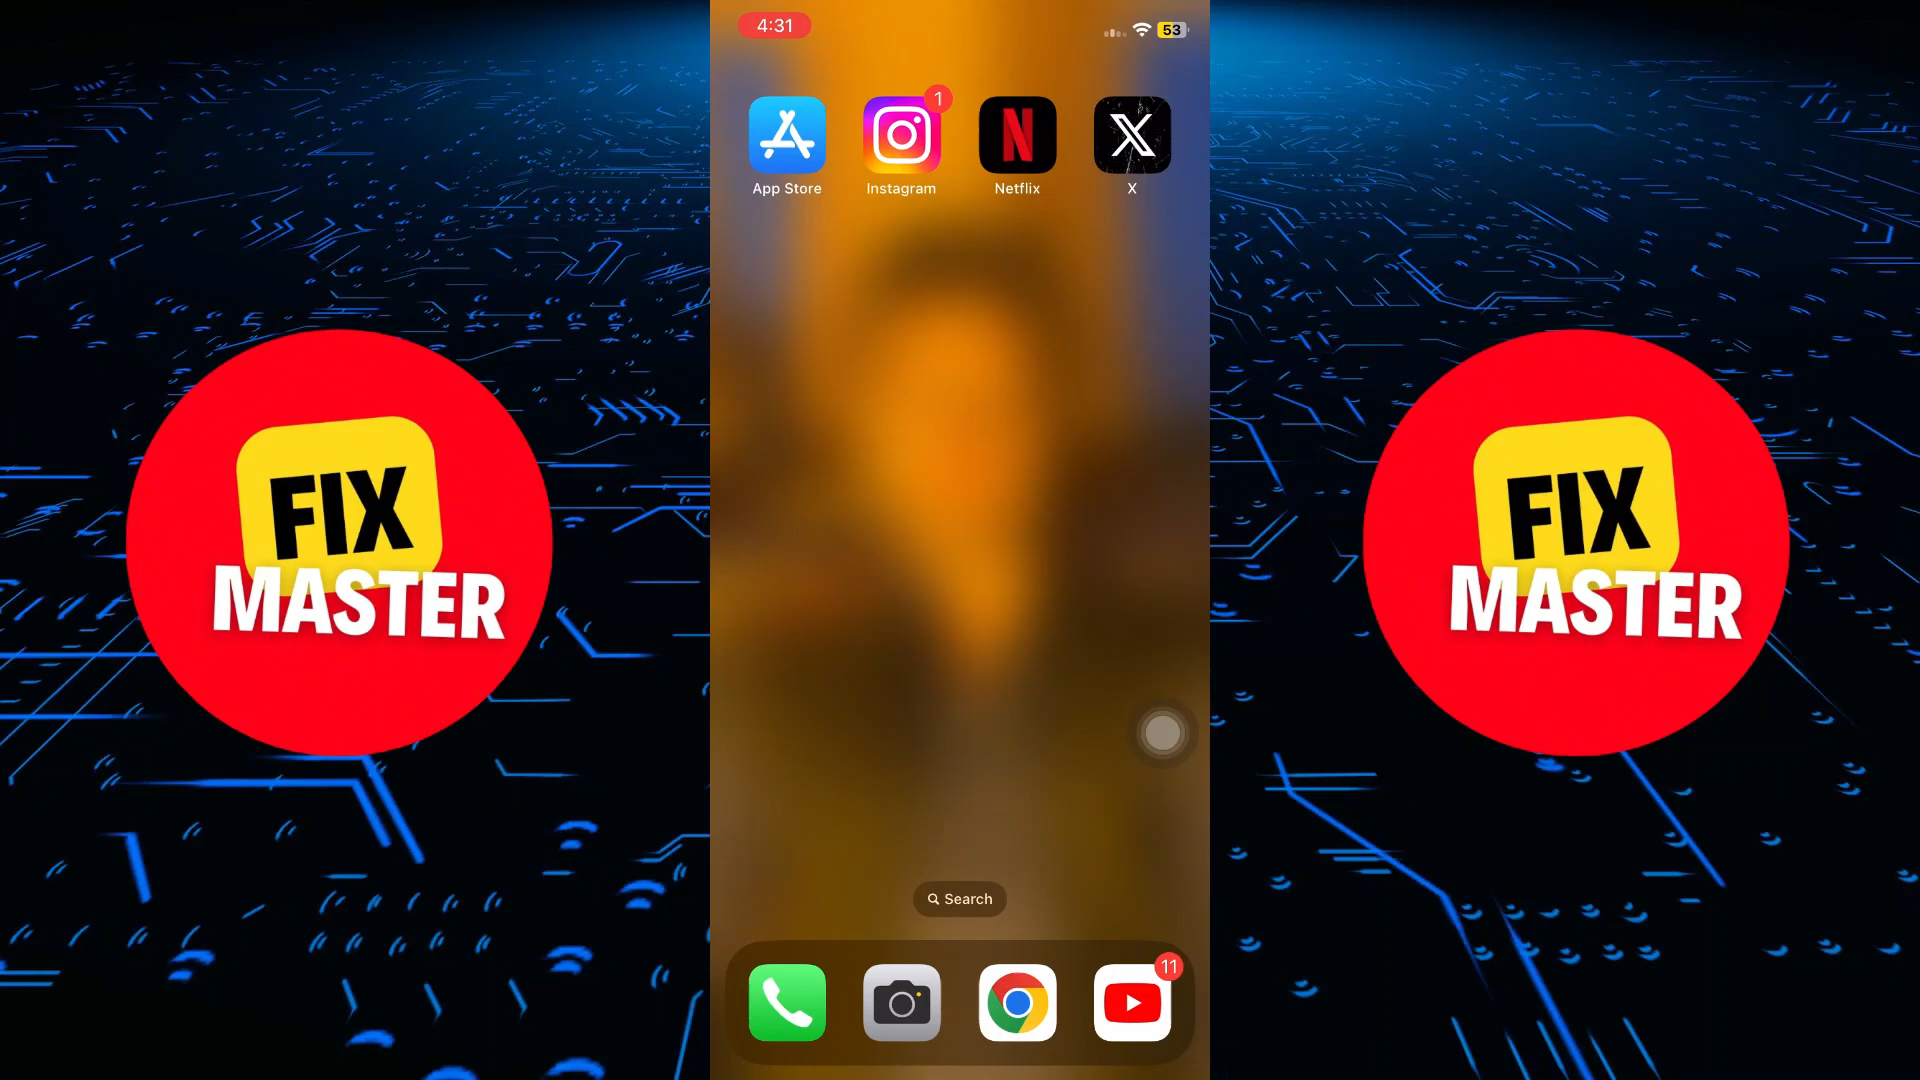 4:31
53
1
App Store
Instagram
Netflix
X
FIX
MASTER
FIX
MASTER
Search
11